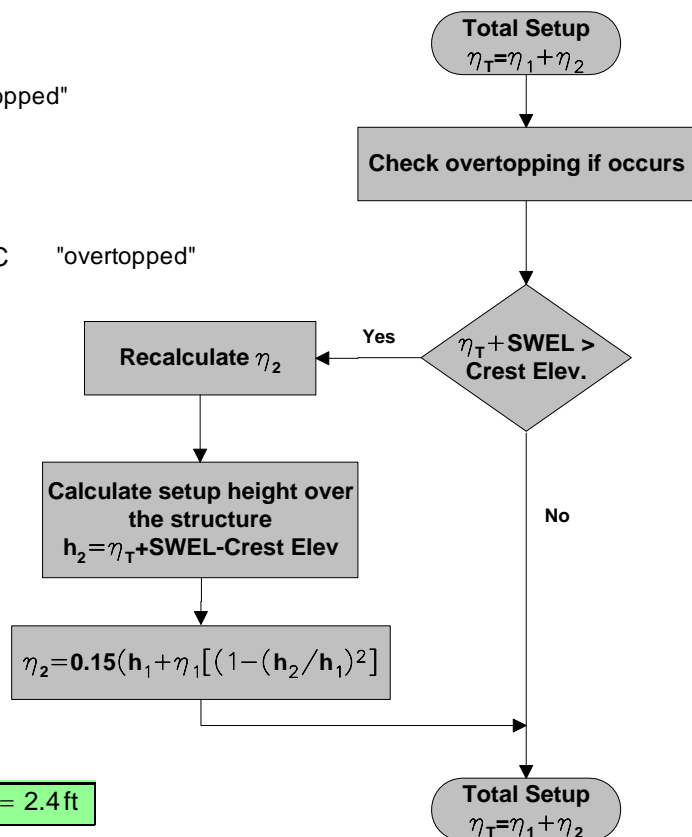 Total Setup
η_T=η_1+η_2
opped"
Check overtopping if occurs
C "overtopped"
Yes
η_T+SWEL >
Crest Elev.
Recalculate η_2
Calculate setup height over
the structure
h_2=η_T+SWEL-Crest Elev
No
η_2=0.15(h_1+η_1[(1-(h_2/h_1)^2]
= 2.4 ft
Total Setup
η_T=η_1+η_2